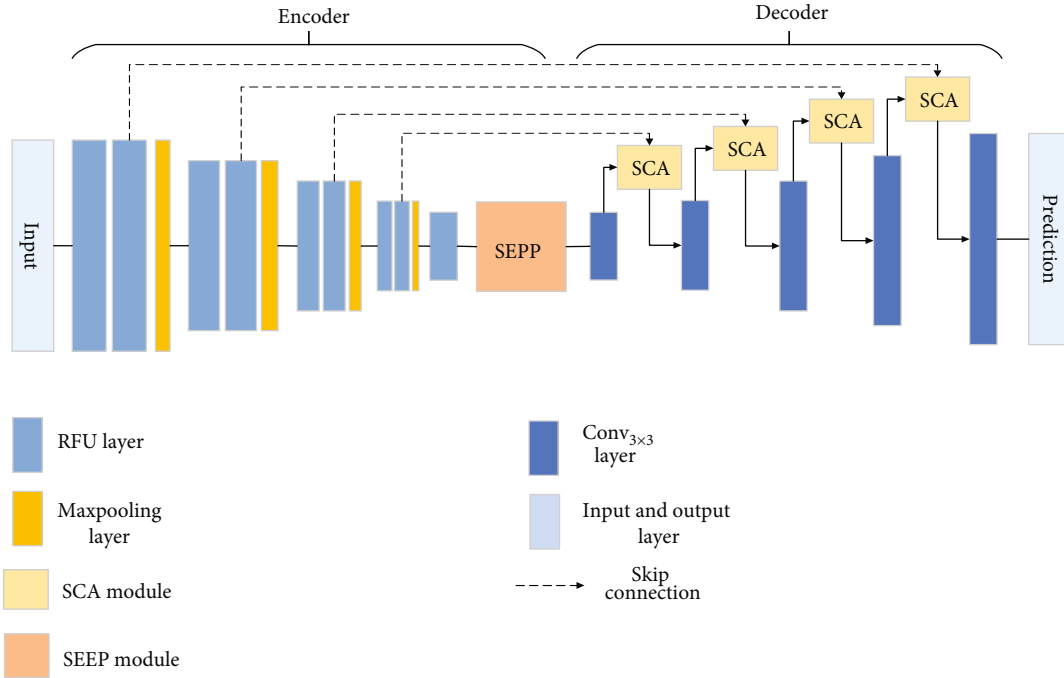 Encoder
Decoder
SCA
SCA
SCA
SCA
Input
SEPP
Prediction
RFU layer
Maxpooling
layer
SCA module
SEEP module
Conv3×3
layer
Input and output
layer
Skip
connection